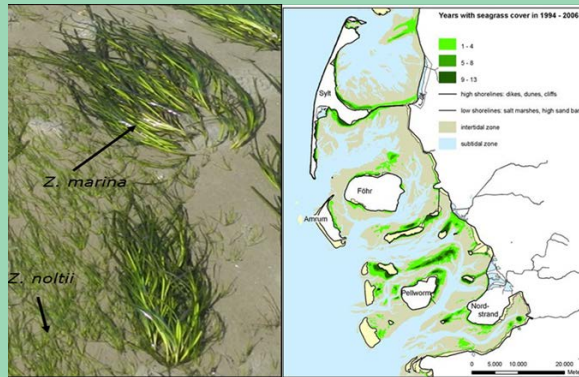 Z. marina
Z. noltii
Years with seagrass cover in 1994 - 2006
1 - 4
5 - 8
9 - 13
high shorelines: dikes, dunes, cliffs
low shorelines: salt marshes, high sand ba
intertidal zone
subtidal zone
Sylt
Föhr
Amrum
Pellworm
Nord-
strand
0 5.000 10.000 20.000
Mete